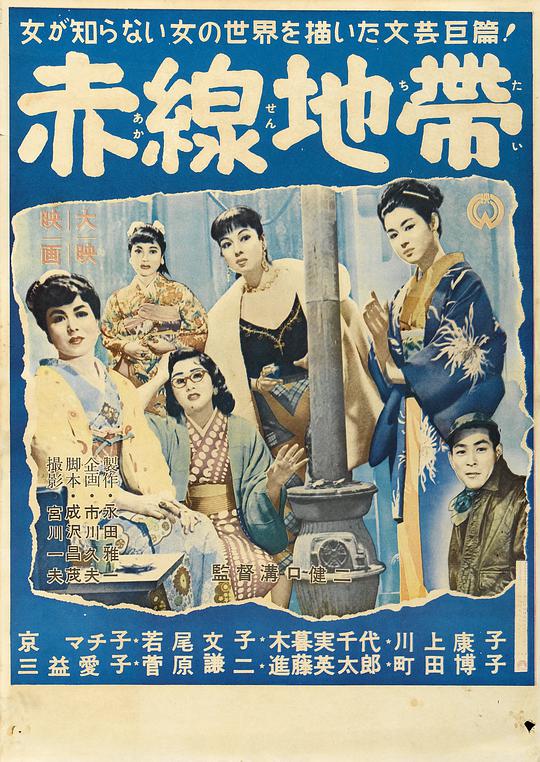 女が知らない女の世界を描いた文芸巨篇！
赤線地帯
あか せん ち たい
大映
映画
製作・永田雅一
企画・市川久夫
脚本・成沢昌茂
撮影 宮川一夫
監督溝口健二
京マチ子・若尾文子・木暮実千代・川上康子
三益愛子・菅原謙二・進藤英太郎・町田博子